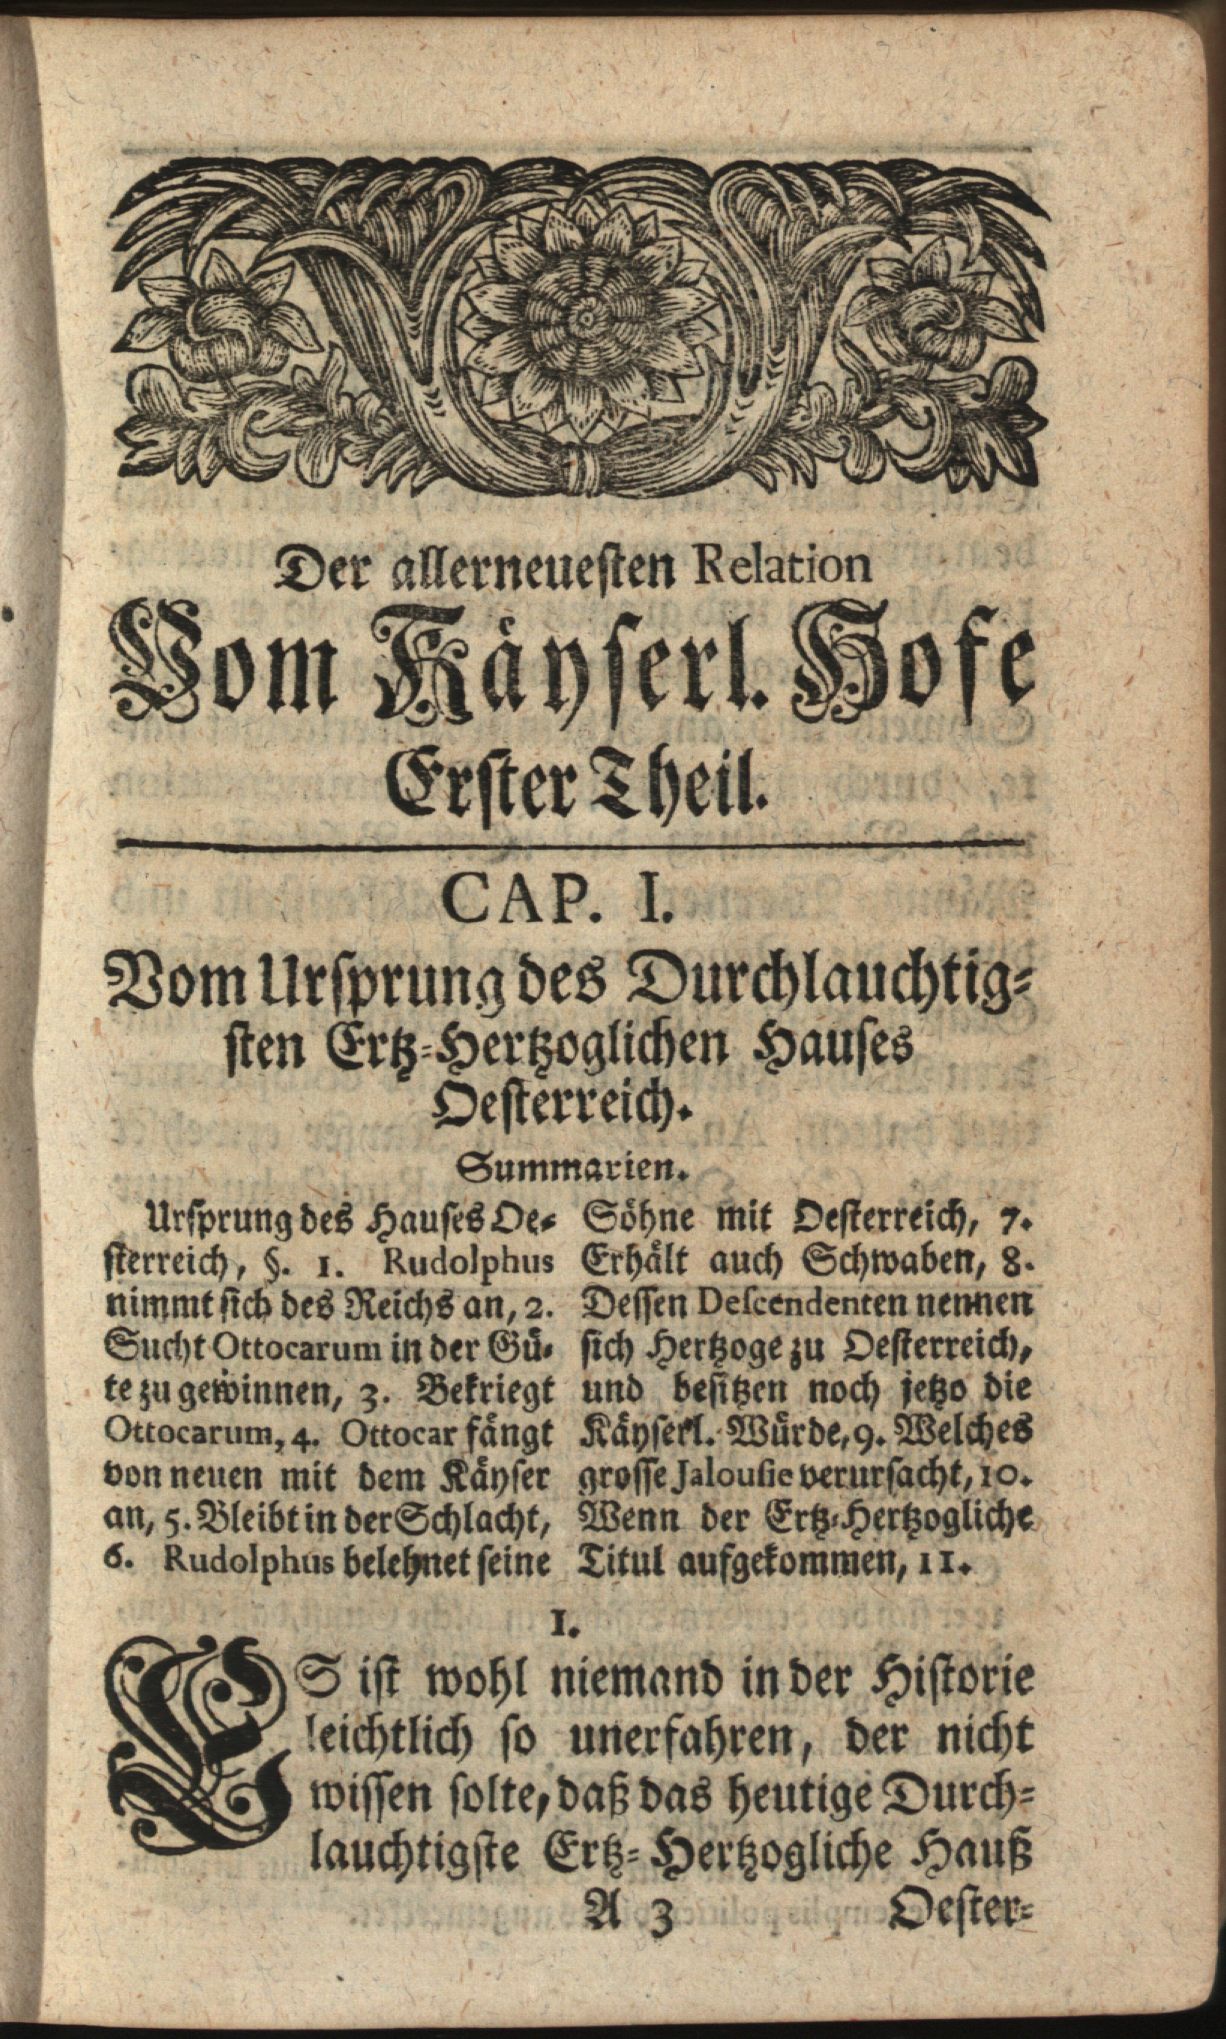 Der allerneueſten Relation
Vom Käyſerl. Hofe
Erſter Theil.
CAP. I.
Vom Urſprung des Durchlauchtig⸗
ſten Ertz⸗Hertzoglichen Hauſes
Oeſterreich.
Summarien.
Urſprung des Hauſes Oe⸗
ſterreich, §. 1. Rudolphus
nimmt ſich des Reichs an, 2.
Sucht Ottocarum in der Gü⸗
te zu gewinnen, 3. Bekriegt
Ottocarum, 4. Ottocar fängt
von neuen mit dem Käyſer
an, 5. Bleibt in der Schlacht,
6. Rudolphus belehnet ſeine
Söhne mit Oeſterreich, 7.
Erhält auch Schwaben, 8.
Deſſen Deſcendenten nennen
ſich Hertzoge zu Oeſterreich,
und beſitzen noch jetzo die
Käyſerl. Würde, 9. Welches
groſſe Jalouſie verurſacht, 10.
Wenn der Ertz⸗Hertzogliche
Titul aufgekommen, 11.
1.
ES iſt wohl niemand in der Hiſtorie
leichtlich ſo unerfahren, der nicht
wiſſen ſolte, daß das heutige Durch⸗
lauchtigſte Ertz⸗Hertzogliche Hauß
A 3 Oeſter⸗